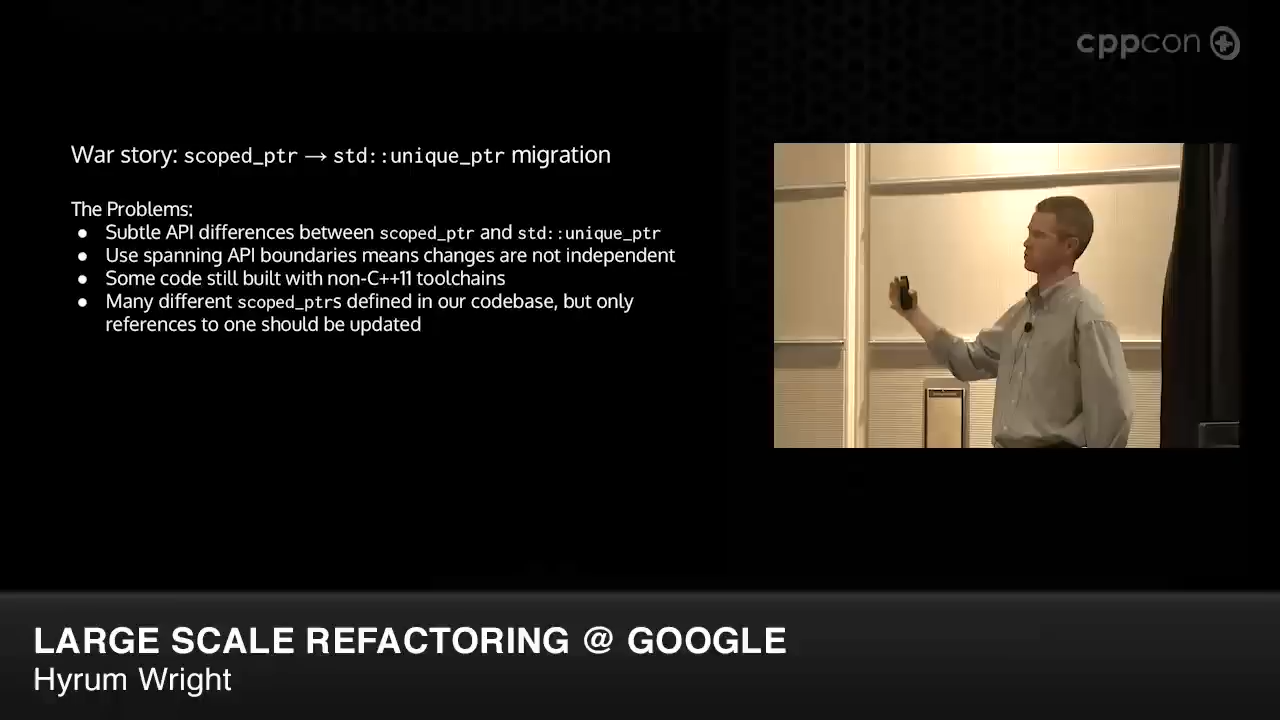 cppcon
War story: scoped_ptr → std::unique_ptr migration
The Problems:
● Subtle API differences between scoped_ptr and std::unique_ptr
● Use spanning API boundaries means changes are not independent
● Some code still built with non-C++11 toolchains
● Many different scoped_ptrs defined in our codebase, but only
references to one should be updated
LARGE SCALE REFACTORING @ GOOGLE
Hyrum Wright